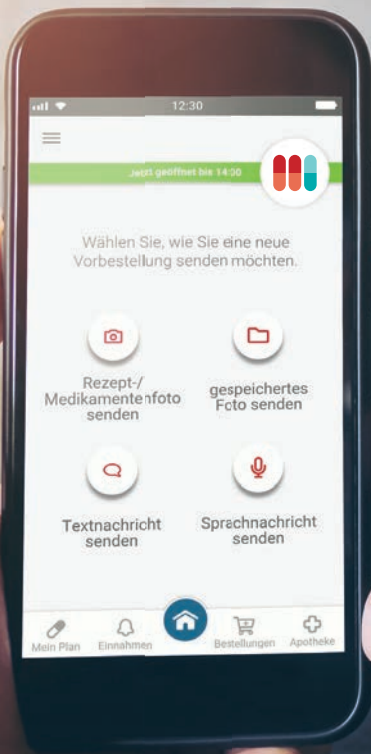 12:30
Jetzt geöffnet bis 14:00
Wählen Sie, wie Sie eine neue
Vorbestellung senden möchten.
Rezept-/
Medikamentenfoto
senden
gespeichertes
Foto senden
Textnachricht
senden
Sprachnachricht
senden
Mein Plan
Einnahmen
Bestellungen
Apotheke